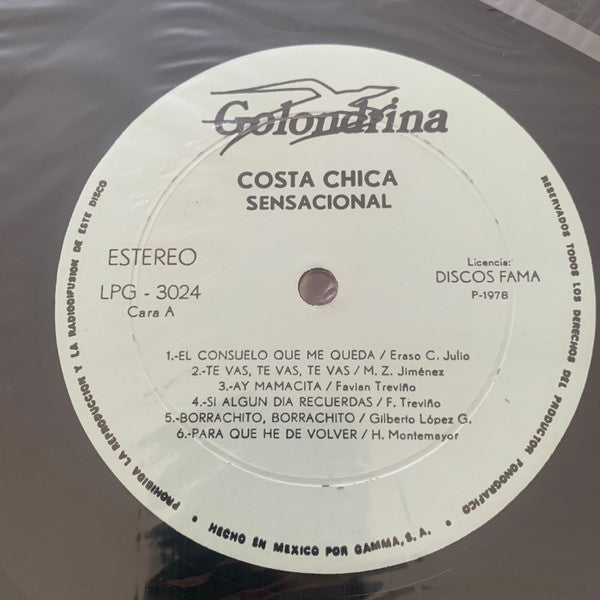 Golondrina
COSTA CHICA
SENSACIONAL
ESTEREO
LPG - 3024
Cara A
Licencia:
DISCOS FAMA
P-1978
1.-EL CONSUELO QUE ME QUEDA / Eraso C. Julio
2.-TE VAS, TE VAS, TE VAS / M. Z. Jiménez
3.-AY MAMACITA / Favian Treviño
4.-SI ALGUN DIA RECUERDAS / F. Treviño
5.-BORRACHITO, BORRACHITO / Gilberto López G.
6.-PARA QUE HE DE VOLVER / H. Montemayor
PROHIBIDA LA REPRODUCCION Y LA RADIODIFUSION DE ESTE DISCO
RESERVADOS TODOS LOS DERECHOS DEL PRODUCTOR FONOGRAFICO
• HECHO EN MEXICO POR GAMMA, S. A. •